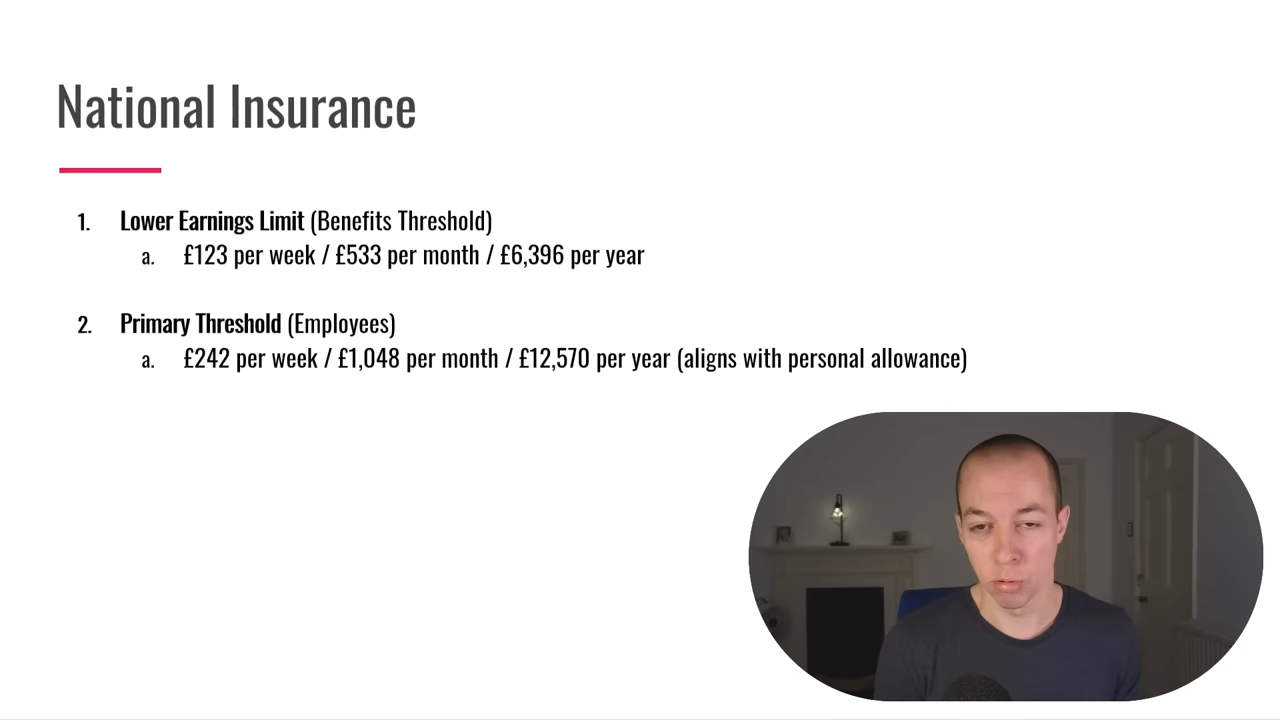 National Insurance
1. Lower Earnings Limit (Benefits Threshold)
a. £123 per week / £533 per month / £6,396 per year
2. Primary Threshold (Employees)
a. £242 per week / £1,048 per month / £12,570 per year (aligns with personal allowance)